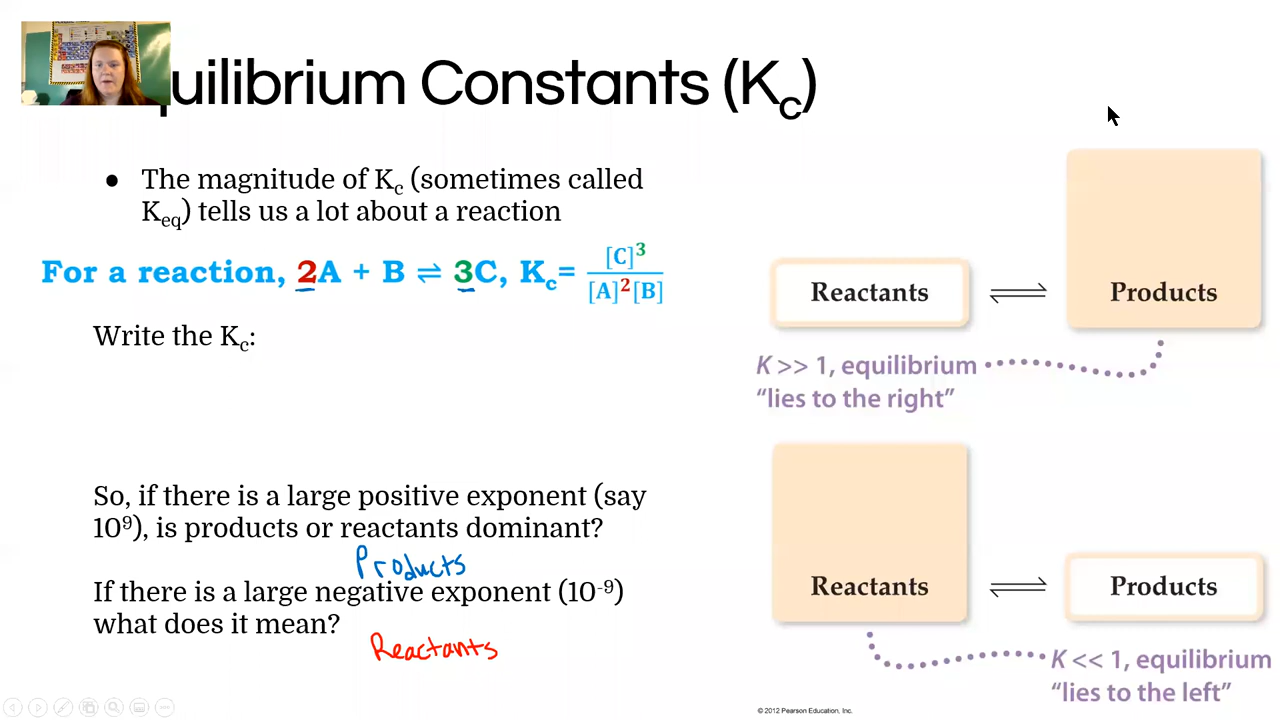 quilibrium Constants (Kc)
● The magnitude of Kc (sometimes called
Keq) tells us a lot about a reaction
For a reaction, 2A + B ⇌ 3C, Kc= [C]³/[A]²[B]
Write the Kc:
So, if there is a large positive exponent (say
10⁹), is products or reactants dominant?
Products
If there is a large negative exponent (10⁻⁹)
what does it mean?
Reactants
Reactants ⇌ Products
K >> 1, equilibrium
“lies to the right”
Reactants ⇌ Products
K << 1, equilibrium
“lies to the left”
© 2012 Pearson Education, Inc.